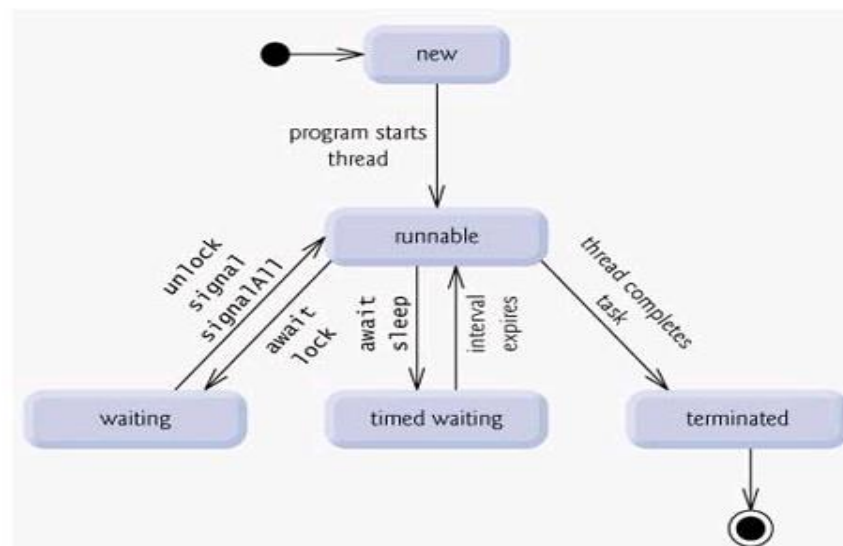 new
program starts
thread
runnable
unlock
signal
signalAll
await
lock
await
sleep
interval
expires
thread completes
task
waiting
timed waiting
terminated